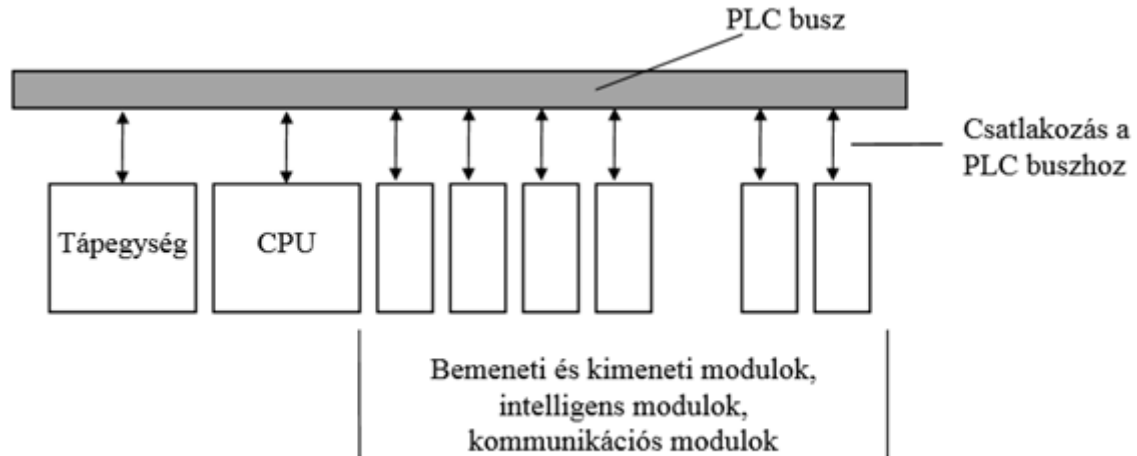 PLC busz
Csatlakozás a
PLC buszhoz
Tápegység
CPU
Bemeneti és kimeneti modulok,
intelligens modulok,
kommunikációs modulok